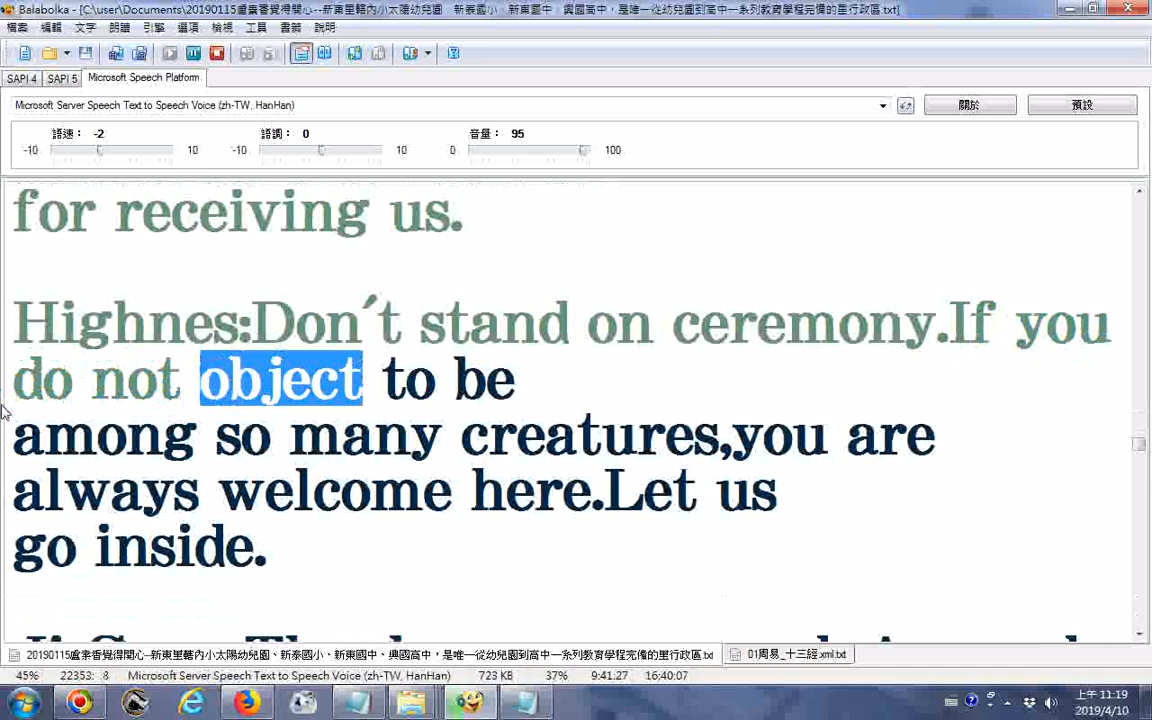 Balabolka - [C:\user\Documents\20190115盧素香覺得開心--新東里轄內小太陽幼兒園、新泰國小、新東國中、興國高中，是唯一從幼兒園到高中一系列教育學程完備的里行政區.txt]
檔案 編輯 文字 朗讀 引擎 選項 檢視 工具 書籤 說明
SAPI 4 SAPI 5 Microsoft Speech Platform
Microsoft Server Speech Text to Speech Voice (zh-TW, HanHan) 關於 預設
語速： -2 語調： 0 音量： 95
-10 10 -10 10 0 100
for receiving us.
Highnes:Don´t stand on ceremony.If you
do not object to be
among so many creatures,you are
always welcome here.Let us
go inside.
20190115盧素香覺得開心--新東里轄內小太陽幼兒園、新泰國小、新東國中、興國高中，是唯一從幼兒園到高中一系列教育學程完備的里行政區.txt 01周易_十三經.xml.txt
45% 22353: 8 Microsoft Server Speech Text to Speech Voice (zh-TW, HanHan) 723 KB 37% 9:41:27 16:40:07
上午 11:19
2019/4/10